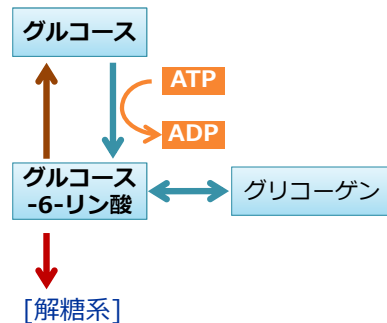 グルコース
ATP
ADP
グルコース
-6-リン酸
グリコーゲン
[解糖系]